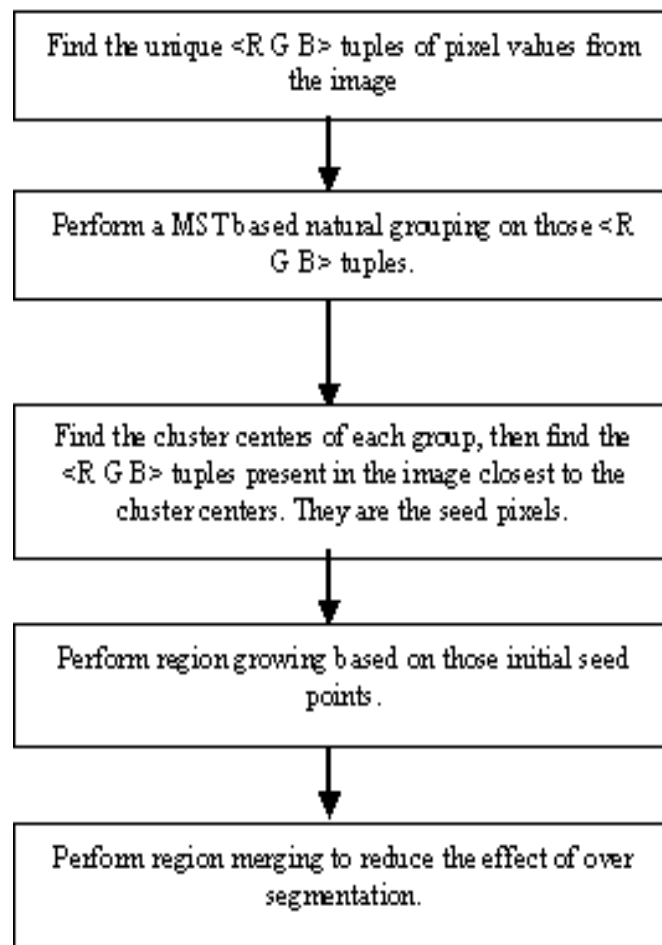 Find the unique <R G B> tuples of pixel values from
the image
Perform a MST based natural grouping on those <R
G B> tuples.
Find the cluster centers of each group, then find the
<R G B> tuples present in the image closest to the
cluster centers. They are the seed pixels.
Perform region growing based on those initial seed
points.
Perform region merging to reduce the effect of over
segmentation.